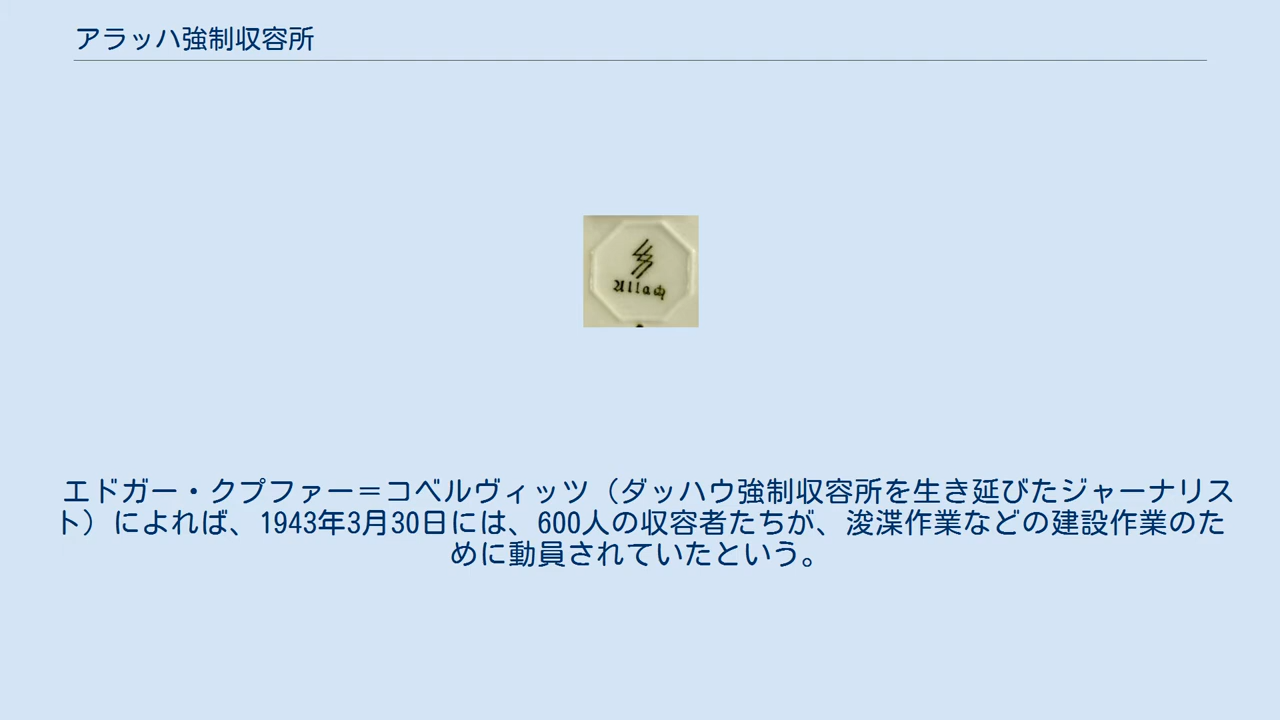 アラッハ強制収容所
Allach
エドガー・クプファー＝コベルヴィッツ（ダッハウ強制収容所を生き延びたジャーナリス
ト）によれば、1943年3月30日には、600人の収容者たちが、浚渫作業などの建設作業のた
めに動員されていたという。